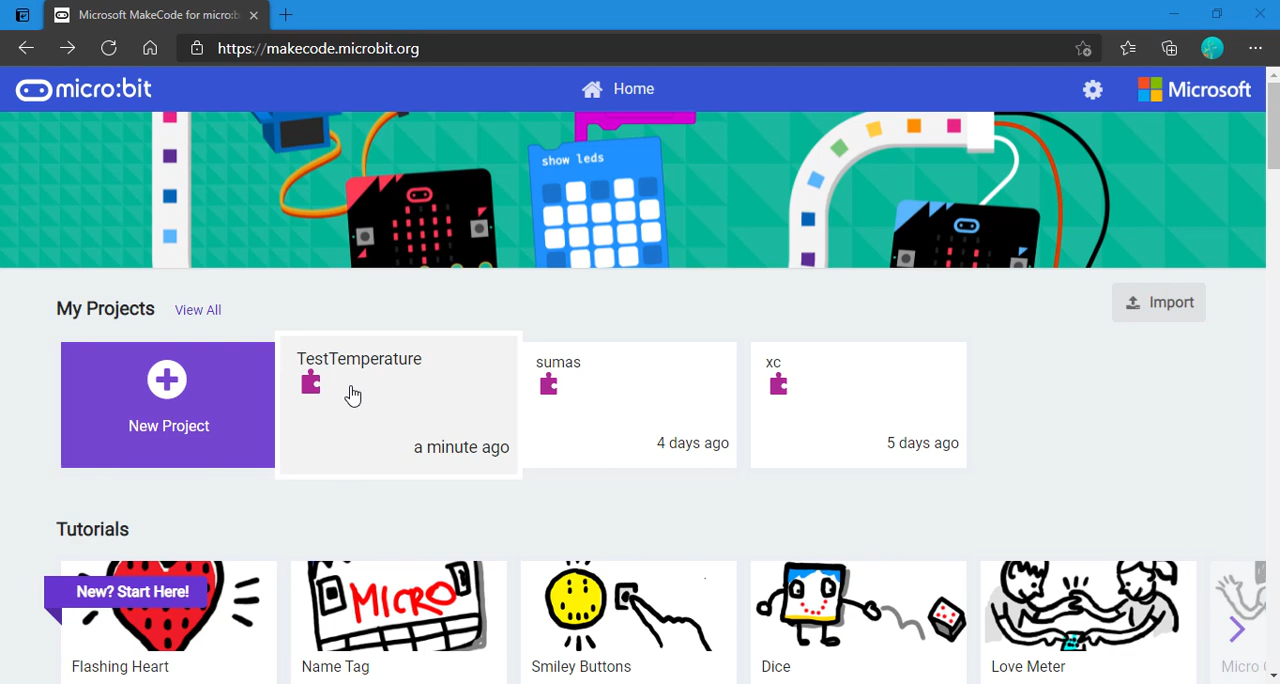 Microsoft MakeCode for micro:b
https://makecode.microbit.org
micro:bit
Home
Microsoft
show leds
My Projects
View All
Import
New Project
TestTemperature
a minute ago
sumas
4 days ago
xc
5 days ago
Tutorials
New? Start Here!
MICRO
Flashing Heart
Name Tag
Smiley Buttons
Dice
Love Meter
Micro